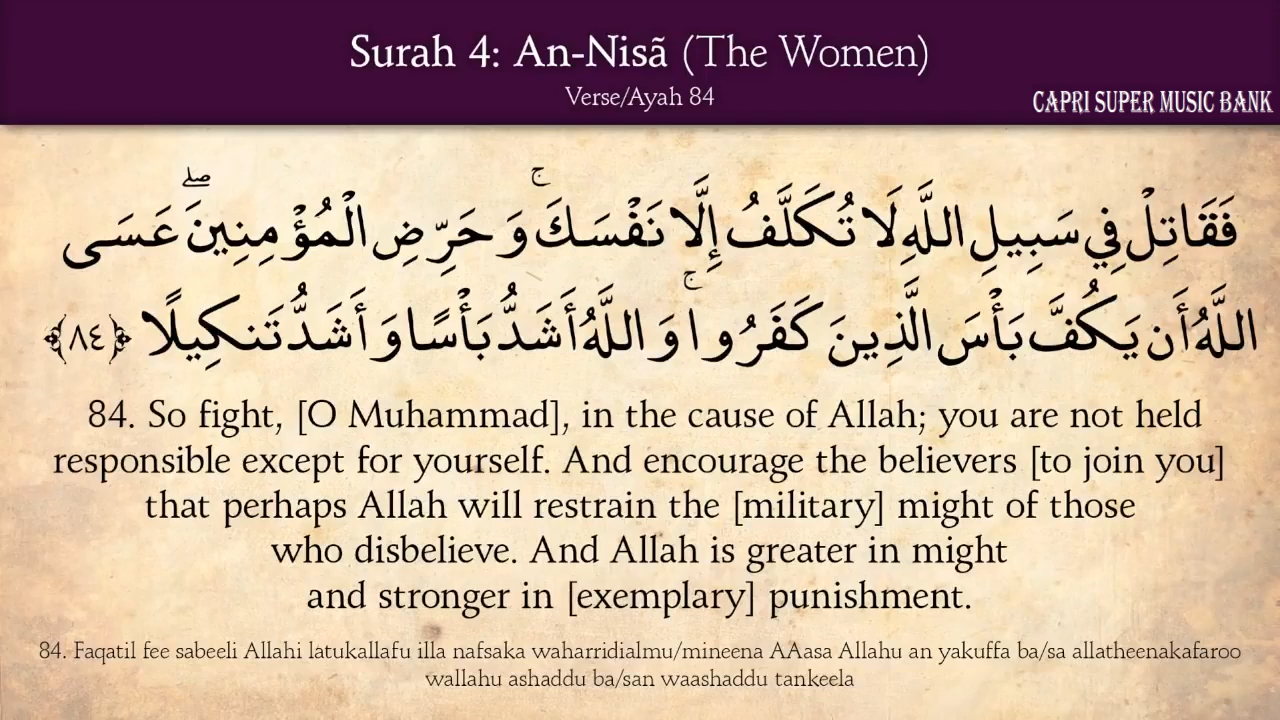 Surah 4: An-Nisã (The Women)
Verse/Ayah 84
CAPRI SUPER MUSIC BANK
فَقَاتِلْ فِي سَبِيلِ اللَّهِ لَا تُكَلَّفُ إِلَّا نَفْسَكَ ۚ وَحَرِّضِ الْمُؤْمِنِينَ ۖ عَسَى
اللَّهُ أَن يَكُفَّ بَأْسَ الَّذِينَ كَفَرُوا ۚ وَاللَّهُ أَشَدُّ بَأْسًا وَأَشَدُّ تَنكِيلًا ﴿٨٤﴾
84. So fight, [O Muhammad], in the cause of Allah; you are not held
responsible except for yourself. And encourage the believers [to join you]
that perhaps Allah will restrain the [military] might of those
who disbelieve. And Allah is greater in might
and stronger in [exemplary] punishment.
84. Faqatil fee sabeeli Allahi latukallafu illa nafsaka waharridialmu/mineena AAasa Allahu an yakuffa ba/sa allatheenakafaroo
wallahu ashaddu ba/san waashaddu tankeela